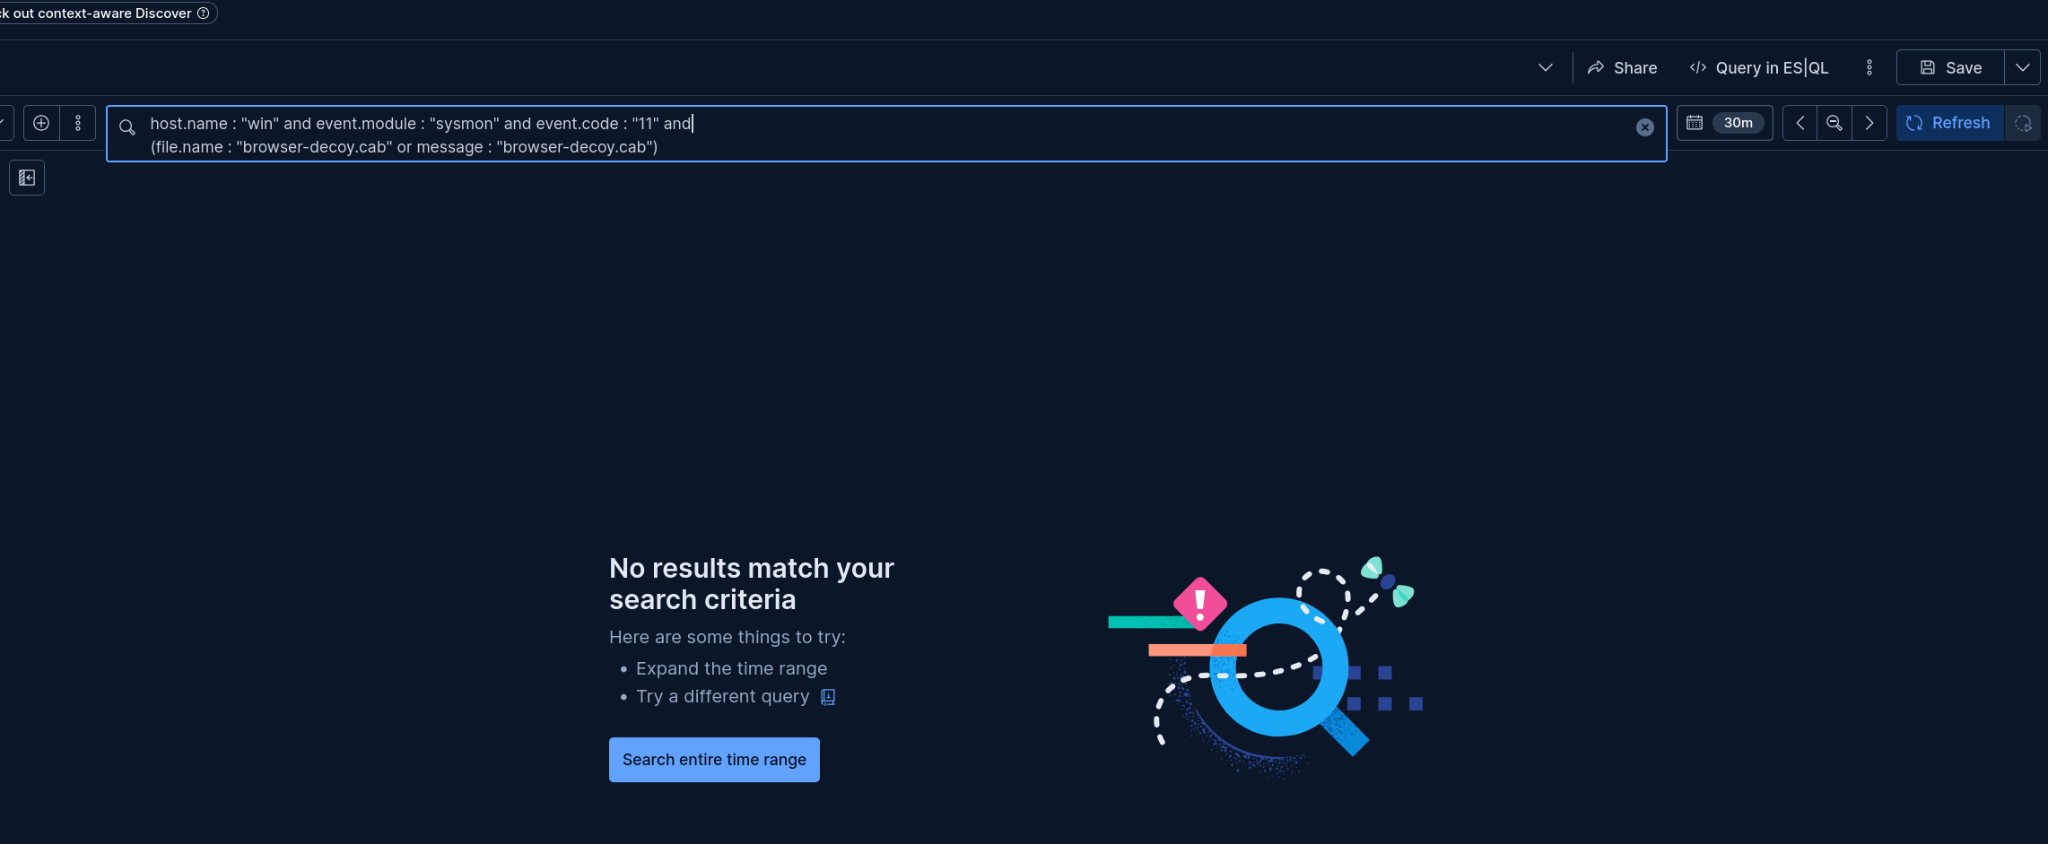 ck out context-aware Discover
Share
Query in ES|QL
Save
host.name : "win" and event.module : "sysmon" and event.code : "11" and
(file.name : "browser-decoy.cab" or message : "browser-decoy.cab")
30m
Refresh
No results match your
search criteria
Here are some things to try:
• Expand the time range
• Try a different query
Search entire time range